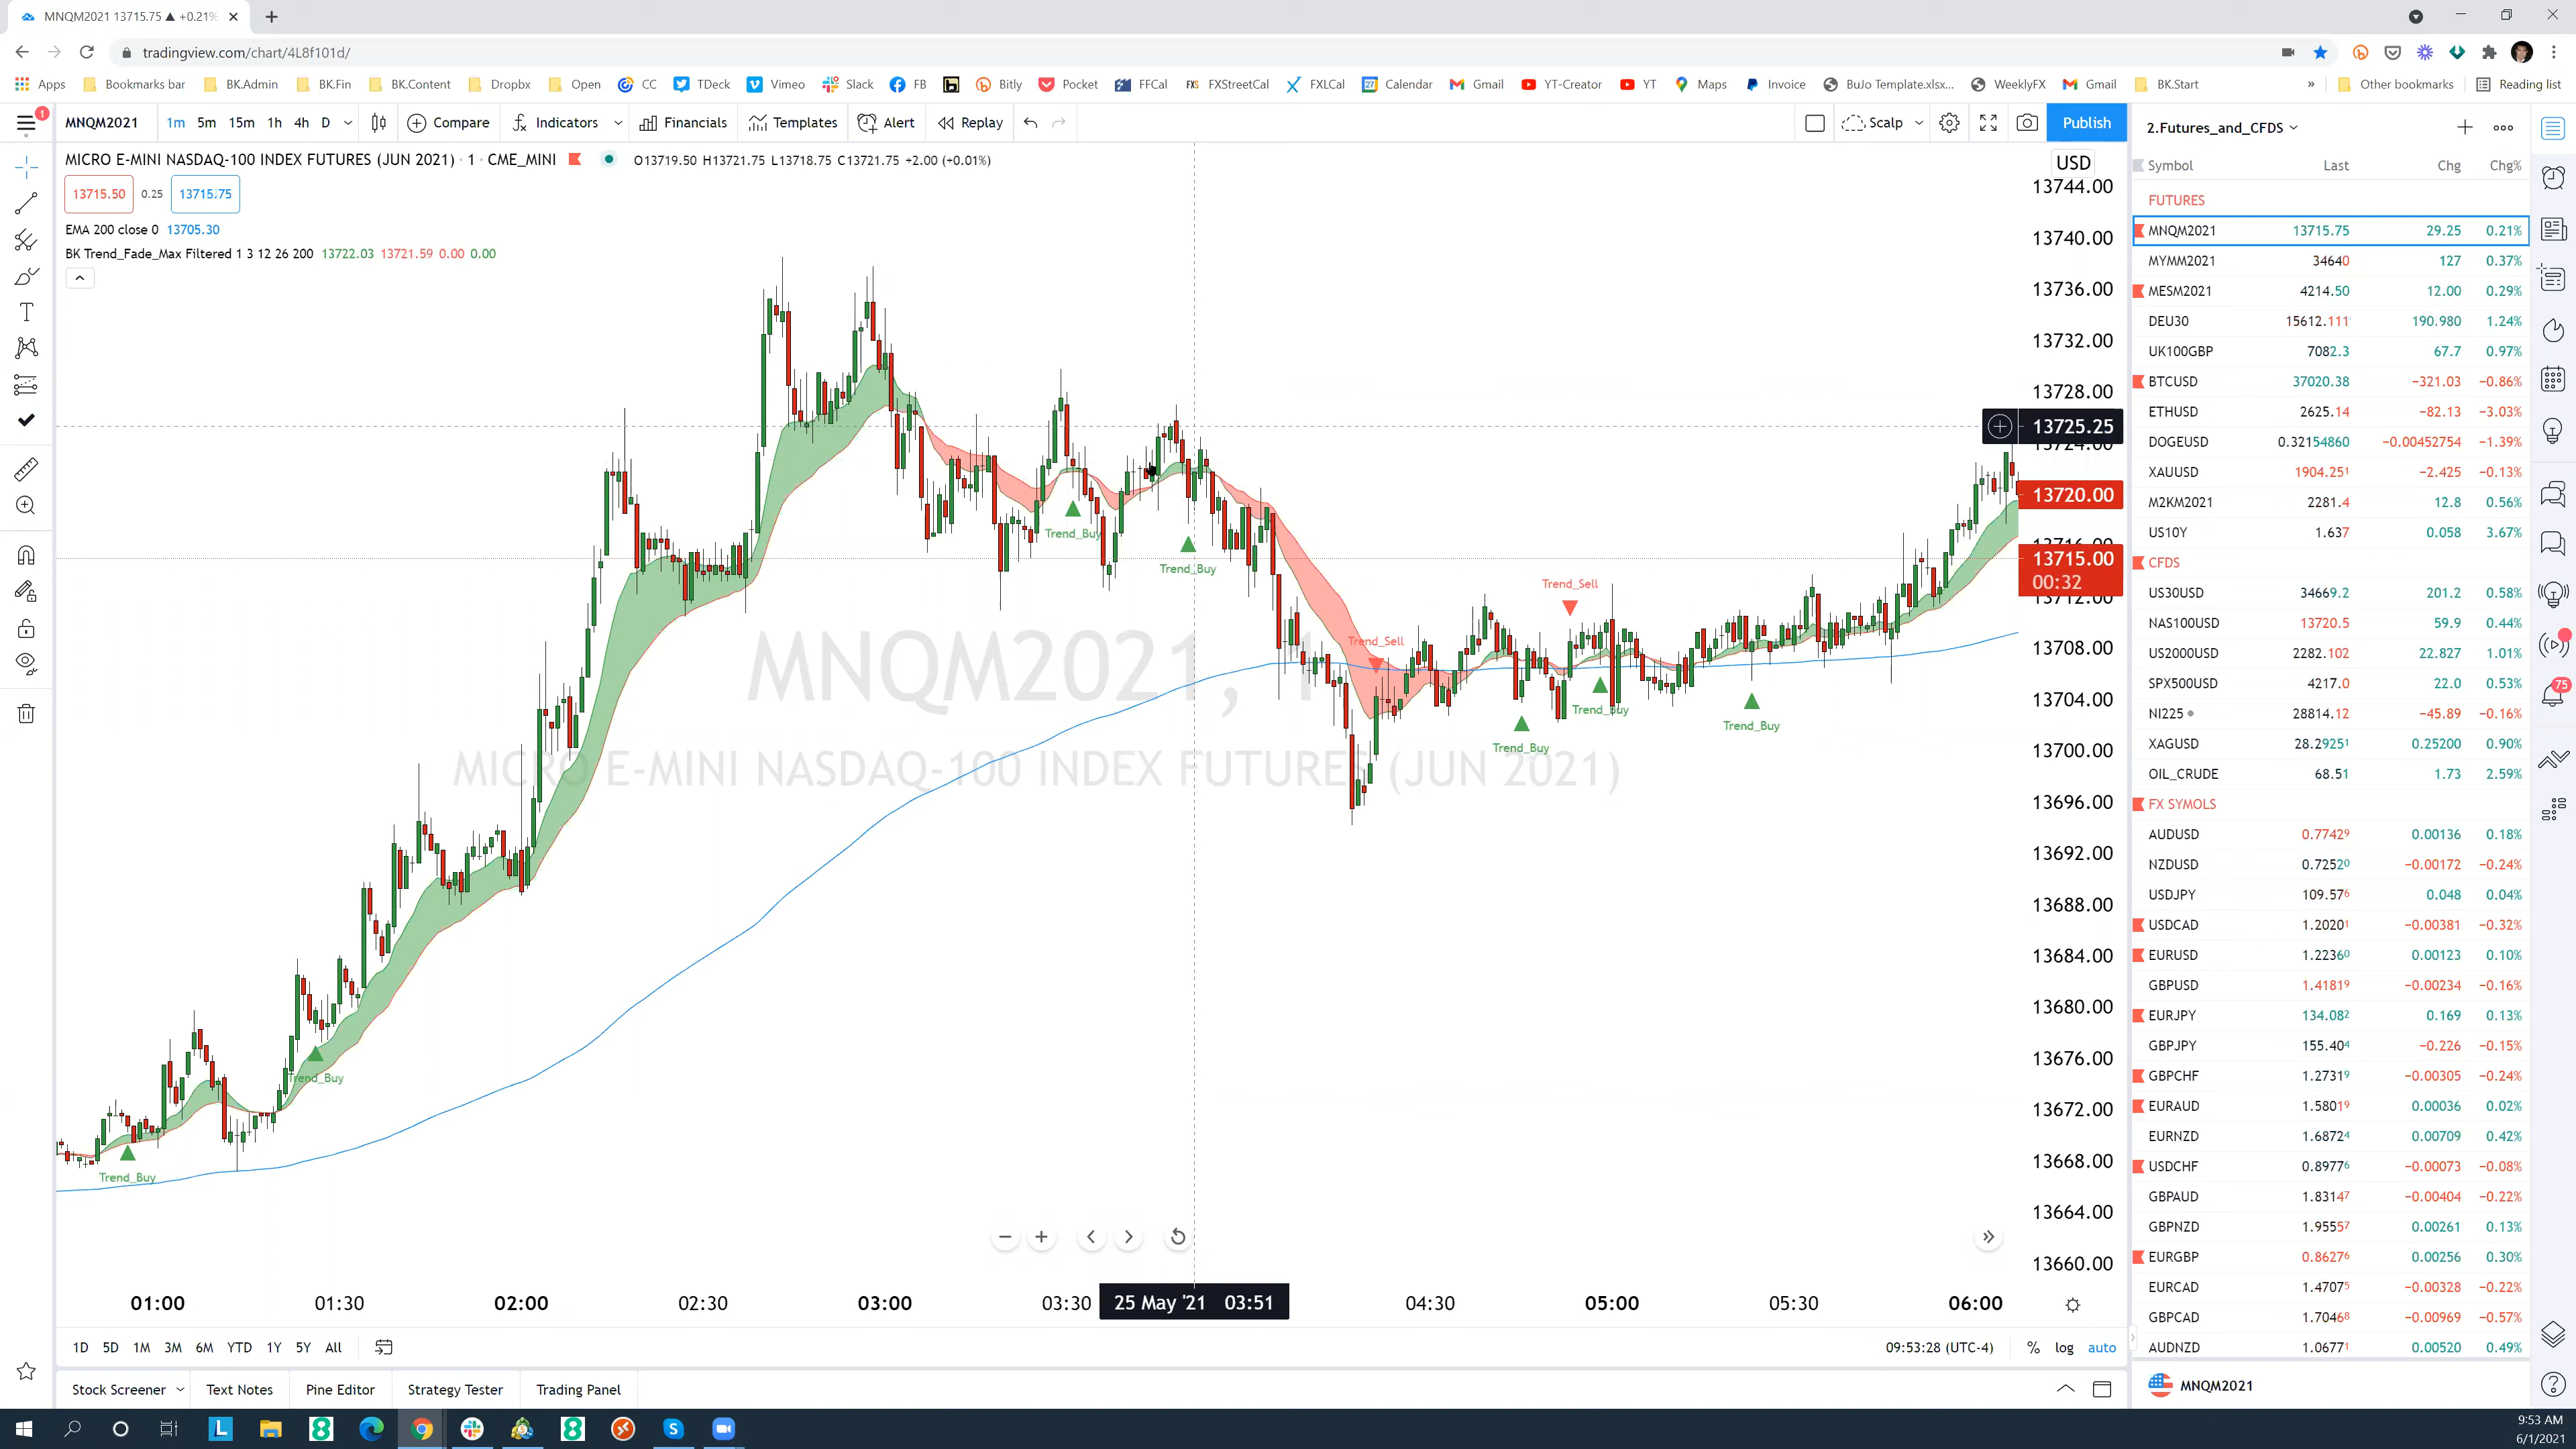 MNQM2021 13715.75 ▲ +0.21%
tradingview.com/chart/4L8f101d/
Apps Bookmarks bar BK.Admin BK.Fin BK.Content Dropbx Open CC TDeck Vimeo Slack FB Bitly Pocket FFCal FXStreetCal FXLCal Calendar Gmail YT-Creator YT Maps Invoice BuJo Template.xlsx... WeeklyFX Gmail BK.Start » Other bookmarks Reading list
1 MNQM2021 1m 5m 15m 1h 4h D Compare Indicators Financials Templates Alert Replay Scalp Publish
MICRO E-MINI NASDAQ-100 INDEX FUTURES (JUN 2021) · 1 · CME_MINI O13719.50 H13721.75 L13718.75 C13721.75 +2.00 (+0.01%)
13715.50 0.25 13715.75
EMA 200 close 0 13705.30
BK Trend_Fade_Max Filtered 1 3 12 26 200 13722.03 13721.59 0.00 0.00
MNQM2021, 1
MICRO E-MINI NASDAQ-100 INDEX FUTURES (JUN 2021)
Trend_Buy
Trend_Buy
Trend_Sell
Trend_Sell
Trend_Buy
Trend_Buy
Trend_Buy
Trend_Buy
Trend_Buy
USD
13744.00
13740.00
13736.00
13732.00
13728.00
13725.25
13724.00
13720.00
13715.00
00:32
13712.00
13708.00
13704.00
13700.00
13696.00
13692.00
13688.00
13684.00
13680.00
13676.00
13672.00
13668.00
13664.00
13660.00
01:00 01:30 02:00 02:30 03:00 03:30 25 May '21 03:51 04:30 05:00 05:30 06:00
1D 5D 1M 3M 6M YTD 1Y 5Y All 09:53:28 (UTC-4) % log auto
Stock Screener Text Notes Pine Editor Strategy Tester Trading Panel
2.Futures_and_CFDS
Symbol Last Chg Chg%
FUTURES
MNQM2021 13715.75 29.25 0.21%
MYMM2021 34640 127 0.37%
MESM2021 4214.50 12.00 0.29%
DEU30 15612.111 190.980 1.24%
UK100GBP 7082.3 67.7 0.97%
BTCUSD 37020.38 −321.03 −0.86%
ETHUSD 2625.14 −82.13 −3.03%
DOGEUSD 0.32154860 −0.00452754 −1.39%
XAUUSD 1904.251 −2.425 −0.13%
M2KM2021 2281.4 12.8 0.56%
US10Y 1.637 0.058 3.67%
CFDS
US30USD 34669.2 201.2 0.58%
NAS100USD 13720.5 59.9 0.44%
US2000USD 2282.102 22.827 1.01%
SPX500USD 4217.0 22.0 0.53%
NI225 28814.12 −45.89 −0.16%
XAGUSD 28.29251 0.25200 0.90%
OIL_CRUDE 68.51 1.73 2.59%
FX SYMOLS
AUDUSD 0.77429 0.00136 0.18%
NZDUSD 0.72520 −0.00172 −0.24%
USDJPY 109.576 0.048 0.04%
USDCAD 1.20201 −0.00381 −0.32%
EURUSD 1.22360 0.00123 0.10%
GBPUSD 1.41819 −0.00234 −0.16%
EURJPY 134.082 0.169 0.13%
GBPJPY 155.404 −0.226 −0.15%
GBPCHF 1.27319 −0.00305 −0.24%
EURAUD 1.58019 0.00036 0.02%
EURNZD 1.68724 0.00709 0.42%
USDCHF 0.89776 −0.00073 −0.08%
GBPAUD 1.83147 −0.00404 −0.22%
GBPNZD 1.95557 0.00261 0.13%
EURGBP 0.86276 0.00256 0.30%
EURCAD 1.47075 −0.00328 −0.22%
GBPCAD 1.70468 −0.00969 −0.57%
AUDNZD 1.06771 0.00520 0.49%
MNQM2021
75
9:53 AM
6/1/2021